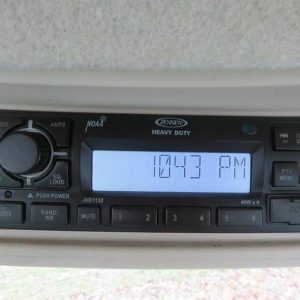 AS/PS
NOAA
JENSEN
HEAVY DUTY
10:43 PM
EQ
LOUD
PUSH POWER
BAND/
WB
MUTE
JHD1130
1 2 3 4 5 6
40W x 4
PTY
MENU